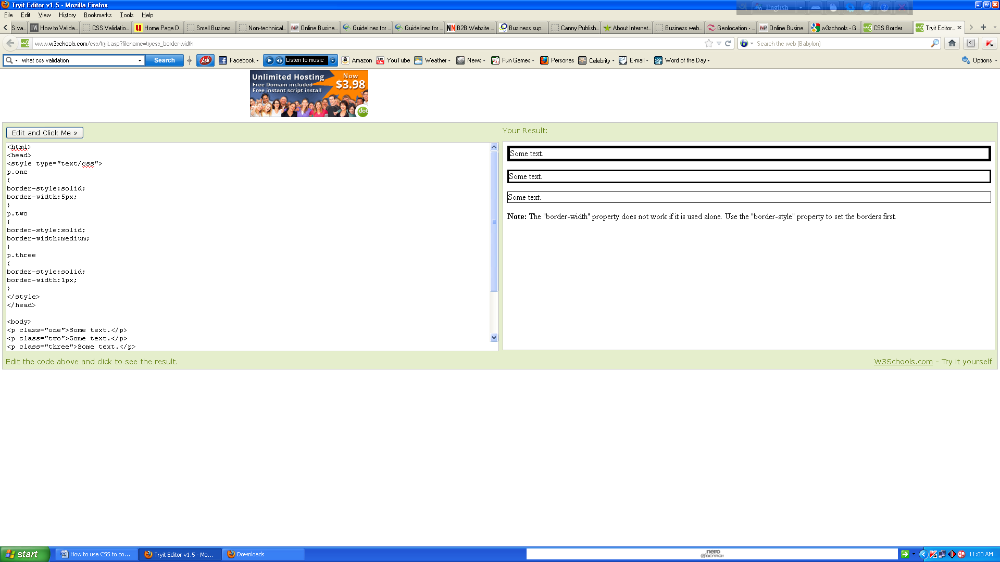 Tryit Editor v1.5 - Mozilla Firefox
English
File Edit View History Bookmarks Tools Help
S va... How to Valida... CSS Validatio... Home Page D... Small Business... Non-technical... Online Busine... Guidelines for ... Guidelines for ... B2B Website ... Business sup... Canny Publish... About Internet... Business web... Geolocation - ... Online Busine... w3schools - G... CSS Border Tryit Editor...
www.w3schools.com/css/tryit.asp?filename=trycss_border-width
Search the web (Babylon)
what css validation Search Ask Facebook Listen to music Amazon YouTube Weather News Fun Games Personas Celebrity E-mail Word of the Day Options
Unlimited Hosting
Free Domain included
Free instant script install
Now
$3.98
dot
Edit and Click Me »
<html>
<head>
<style type="text/css">
p.one
{
border-style:solid;
border-width:5px;
}
p.two
{
border-style:solid;
border-width:medium;
}
p.three
{
border-style:solid;
border-width:1px;
}
</style>
</head>
<body>
<p class="one">Some text.</p>
<p class="two">Some text.</p>
<p class="three">Some text.</p>
Edit the code above and click to see the result.
Your Result:
Some text.
Some text.
Some text.
Note: The "border-width" property does not work if it is used alone. Use the "border-style" property to set the borders first.
W3Schools.com - Try it yourself
start How to use CSS to co... Tryit Editor v1.5 - Mo... Downloads nero SEARCH 11:00 AM